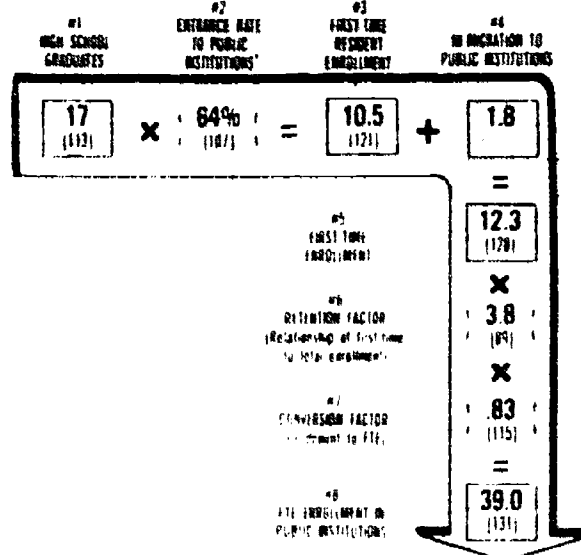 #1
HIGH SCHOOL
GRADUATES
#2
ENTRANCE RATE
TO PUBLIC
INSTITUTIONS*
#3
FIRST TIME
RESIDENT
ENROLLMENT
#4
IN MIGRATION TO
PUBLIC INSTITUTIONS
17
(113)
×
64%
(107)
=
10.5
(121)
+
1.8
=
#5
FIRST TIME
ENROLLMENT
12.3
(128)
×
#6
RETENTION FACTOR
(Relationship of first time
to total enrollment)
3.8
(89)
×
#7
CONVERSION FACTOR
to FTE)
.83
(115)
=
#8
FTE ENROLLMENT IN
PUBLIC INSTITUTIONS
39.0
(131)